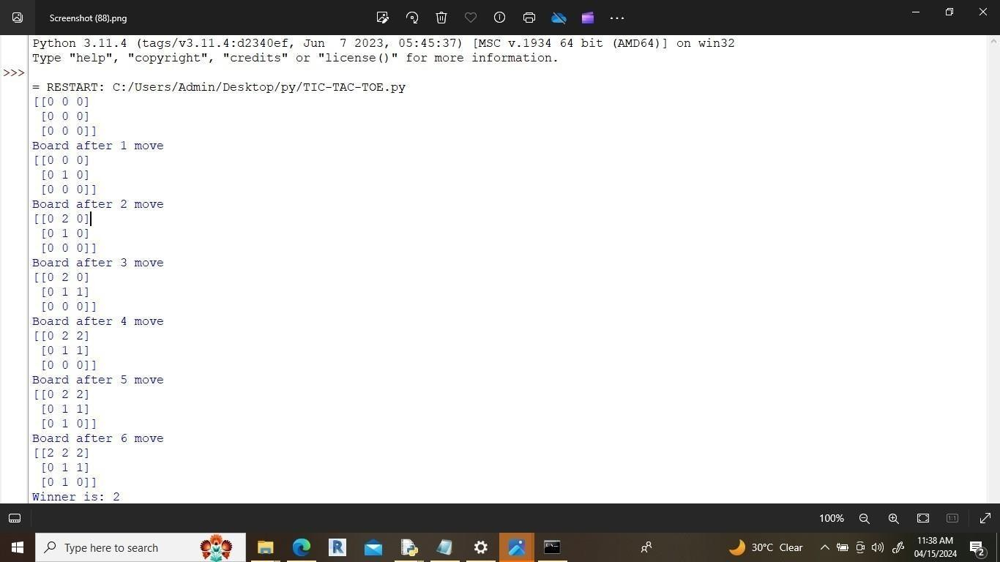 Screenshot (88).png
Python 3.11.4 (tags/v3.11.4:d2340ef, Jun  7 2023, 05:45:37) [MSC v.1934 64 bit (AMD64)] on win32
Type "help", "copyright", "credits" or "license()" for more information.
>>>
= RESTART: C:/Users/Admin/Desktop/py/TIC-TAC-TOE.py
[[0 0 0]
 [0 0 0]
 [0 0 0]]
Board after 1 move
[[0 0 0]
 [0 1 0]
 [0 0 0]]
Board after 2 move
[[0 2 0]
 [0 1 0]
 [0 0 0]]
Board after 3 move
[[0 2 0]
 [0 1 1]
 [0 0 0]]
Board after 4 move
[[0 2 2]
 [0 1 1]
 [0 0 0]]
Board after 5 move
[[0 2 2]
 [0 1 1]
 [0 1 0]]
Board after 6 move
[[2 2 2]
 [0 1 1]
 [0 1 0]]
Winner is: 2
100%
1:1
Type here to search
R
30°C Clear
11:38 AM
04/15/2024
2